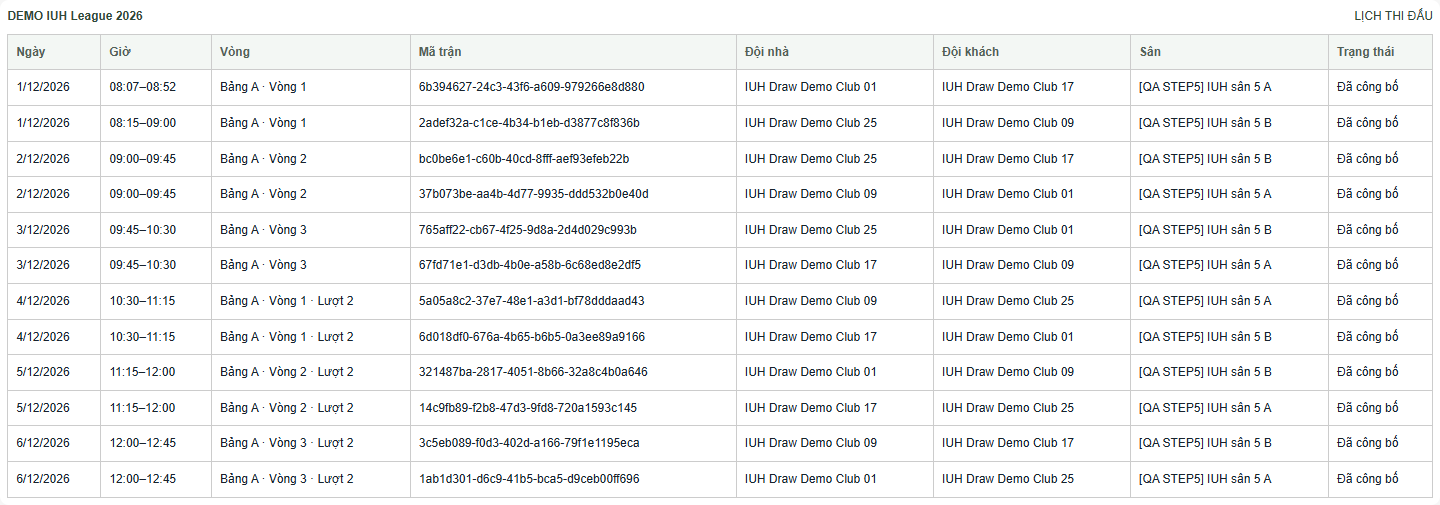 DEMO IUH League 2026 LỊCH THI ĐẤU
Ngày Giờ Vòng Mã trận Đội nhà Đội khách Sân Trạng thái
1/12/2026 08:07–08:52 Bảng A · Vòng 1 6b394627-24c3-43f6-a609-979266e8d880 IUH Draw Demo Club 01 IUH Draw Demo Club 17 [QA STEP5] IUH sân 5 A Đã công bố
1/12/2026 08:15–09:00 Bảng A · Vòng 1 2adef32a-c1ce-4b34-b1eb-d3877c8f836b IUH Draw Demo Club 25 IUH Draw Demo Club 09 [QA STEP5] IUH sân 5 B Đã công bố
2/12/2026 09:00–09:45 Bảng A · Vòng 2 bc0be6e1-c60b-40cd-8fff-aef93efeb22b IUH Draw Demo Club 25 IUH Draw Demo Club 17 [QA STEP5] IUH sân 5 B Đã công bố
2/12/2026 09:00–09:45 Bảng A · Vòng 2 37b073be-aa4b-4d77-9935-ddd532b0e40d IUH Draw Demo Club 09 IUH Draw Demo Club 01 [QA STEP5] IUH sân 5 A Đã công bố
3/12/2026 09:45–10:30 Bảng A · Vòng 3 765aff22-cb67-4f25-9d8a-2d4d029c993b IUH Draw Demo Club 25 IUH Draw Demo Club 01 [QA STEP5] IUH sân 5 B Đã công bố
3/12/2026 09:45–10:30 Bảng A · Vòng 3 67fd71e1-d3db-4b0e-a58b-6c68ed8e2df5 IUH Draw Demo Club 17 IUH Draw Demo Club 09 [QA STEP5] IUH sân 5 A Đã công bố
4/12/2026 10:30–11:15 Bảng A · Vòng 1 · Lượt 2 5a05a8c2-37e7-48e1-a3d1-bf78dddaad43 IUH Draw Demo Club 09 IUH Draw Demo Club 25 [QA STEP5] IUH sân 5 A Đã công bố
4/12/2026 10:30–11:15 Bảng A · Vòng 1 · Lượt 2 6d018df0-676a-4b65-b6b5-0a3ee89a9166 IUH Draw Demo Club 17 IUH Draw Demo Club 01 [QA STEP5] IUH sân 5 B Đã công bố
5/12/2026 11:15–12:00 Bảng A · Vòng 2 · Lượt 2 321487ba-2817-4051-8b66-32a8c4b0a646 IUH Draw Demo Club 01 IUH Draw Demo Club 09 [QA STEP5] IUH sân 5 B Đã công bố
5/12/2026 11:15–12:00 Bảng A · Vòng 2 · Lượt 2 14c9fb89-f2b8-47d3-9fd8-720a1593c145 IUH Draw Demo Club 17 IUH Draw Demo Club 25 [QA STEP5] IUH sân 5 A Đã công bố
6/12/2026 12:00–12:45 Bảng A · Vòng 3 · Lượt 2 3c5eb089-f0d3-402d-a166-79f1e1195eca IUH Draw Demo Club 09 IUH Draw Demo Club 17 [QA STEP5] IUH sân 5 B Đã công bố
6/12/2026 12:00–12:45 Bảng A · Vòng 3 · Lượt 2 1ab1d301-d6c9-41b5-bca5-d9ceb00ff696 IUH Draw Demo Club 01 IUH Draw Demo Club 25 [QA STEP5] IUH sân 5 A Đã công bố